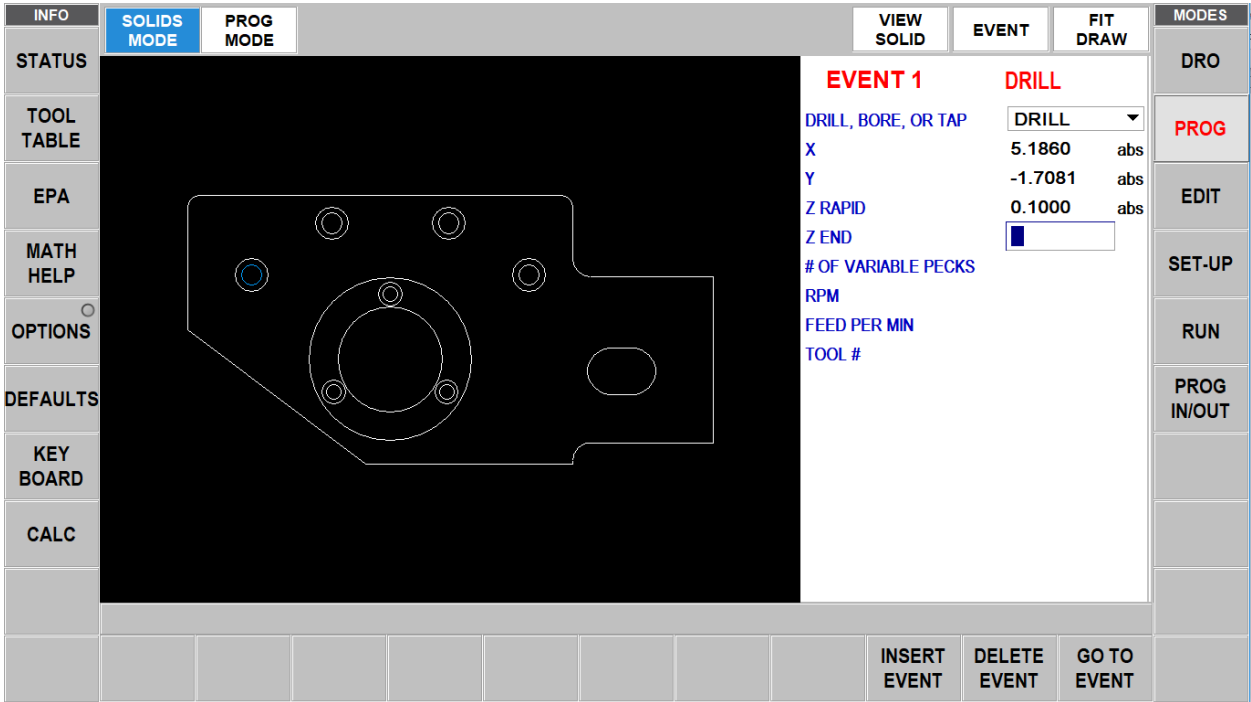 INFO
SOLIDS
MODE
PROG
MODE
VIEW
SOLID
EVENT
FIT
DRAW
MODES
STATUS
TOOL
TABLE
EPA
MATH
HELP
OPTIONS
DEFAULTS
KEY
BOARD
CALC
EVENT 1 DRILL
DRILL, BORE, OR TAP DRILL
X 5.1860 abs
Y -1.7081 abs
Z RAPID 0.1000 abs
Z END
# OF VARIABLE PECKS
RPM
FEED PER MIN
TOOL #
DRO
PROG
EDIT
SET-UP
RUN
PROG
IN/OUT
INSERT
EVENT
DELETE
EVENT
GO TO
EVENT